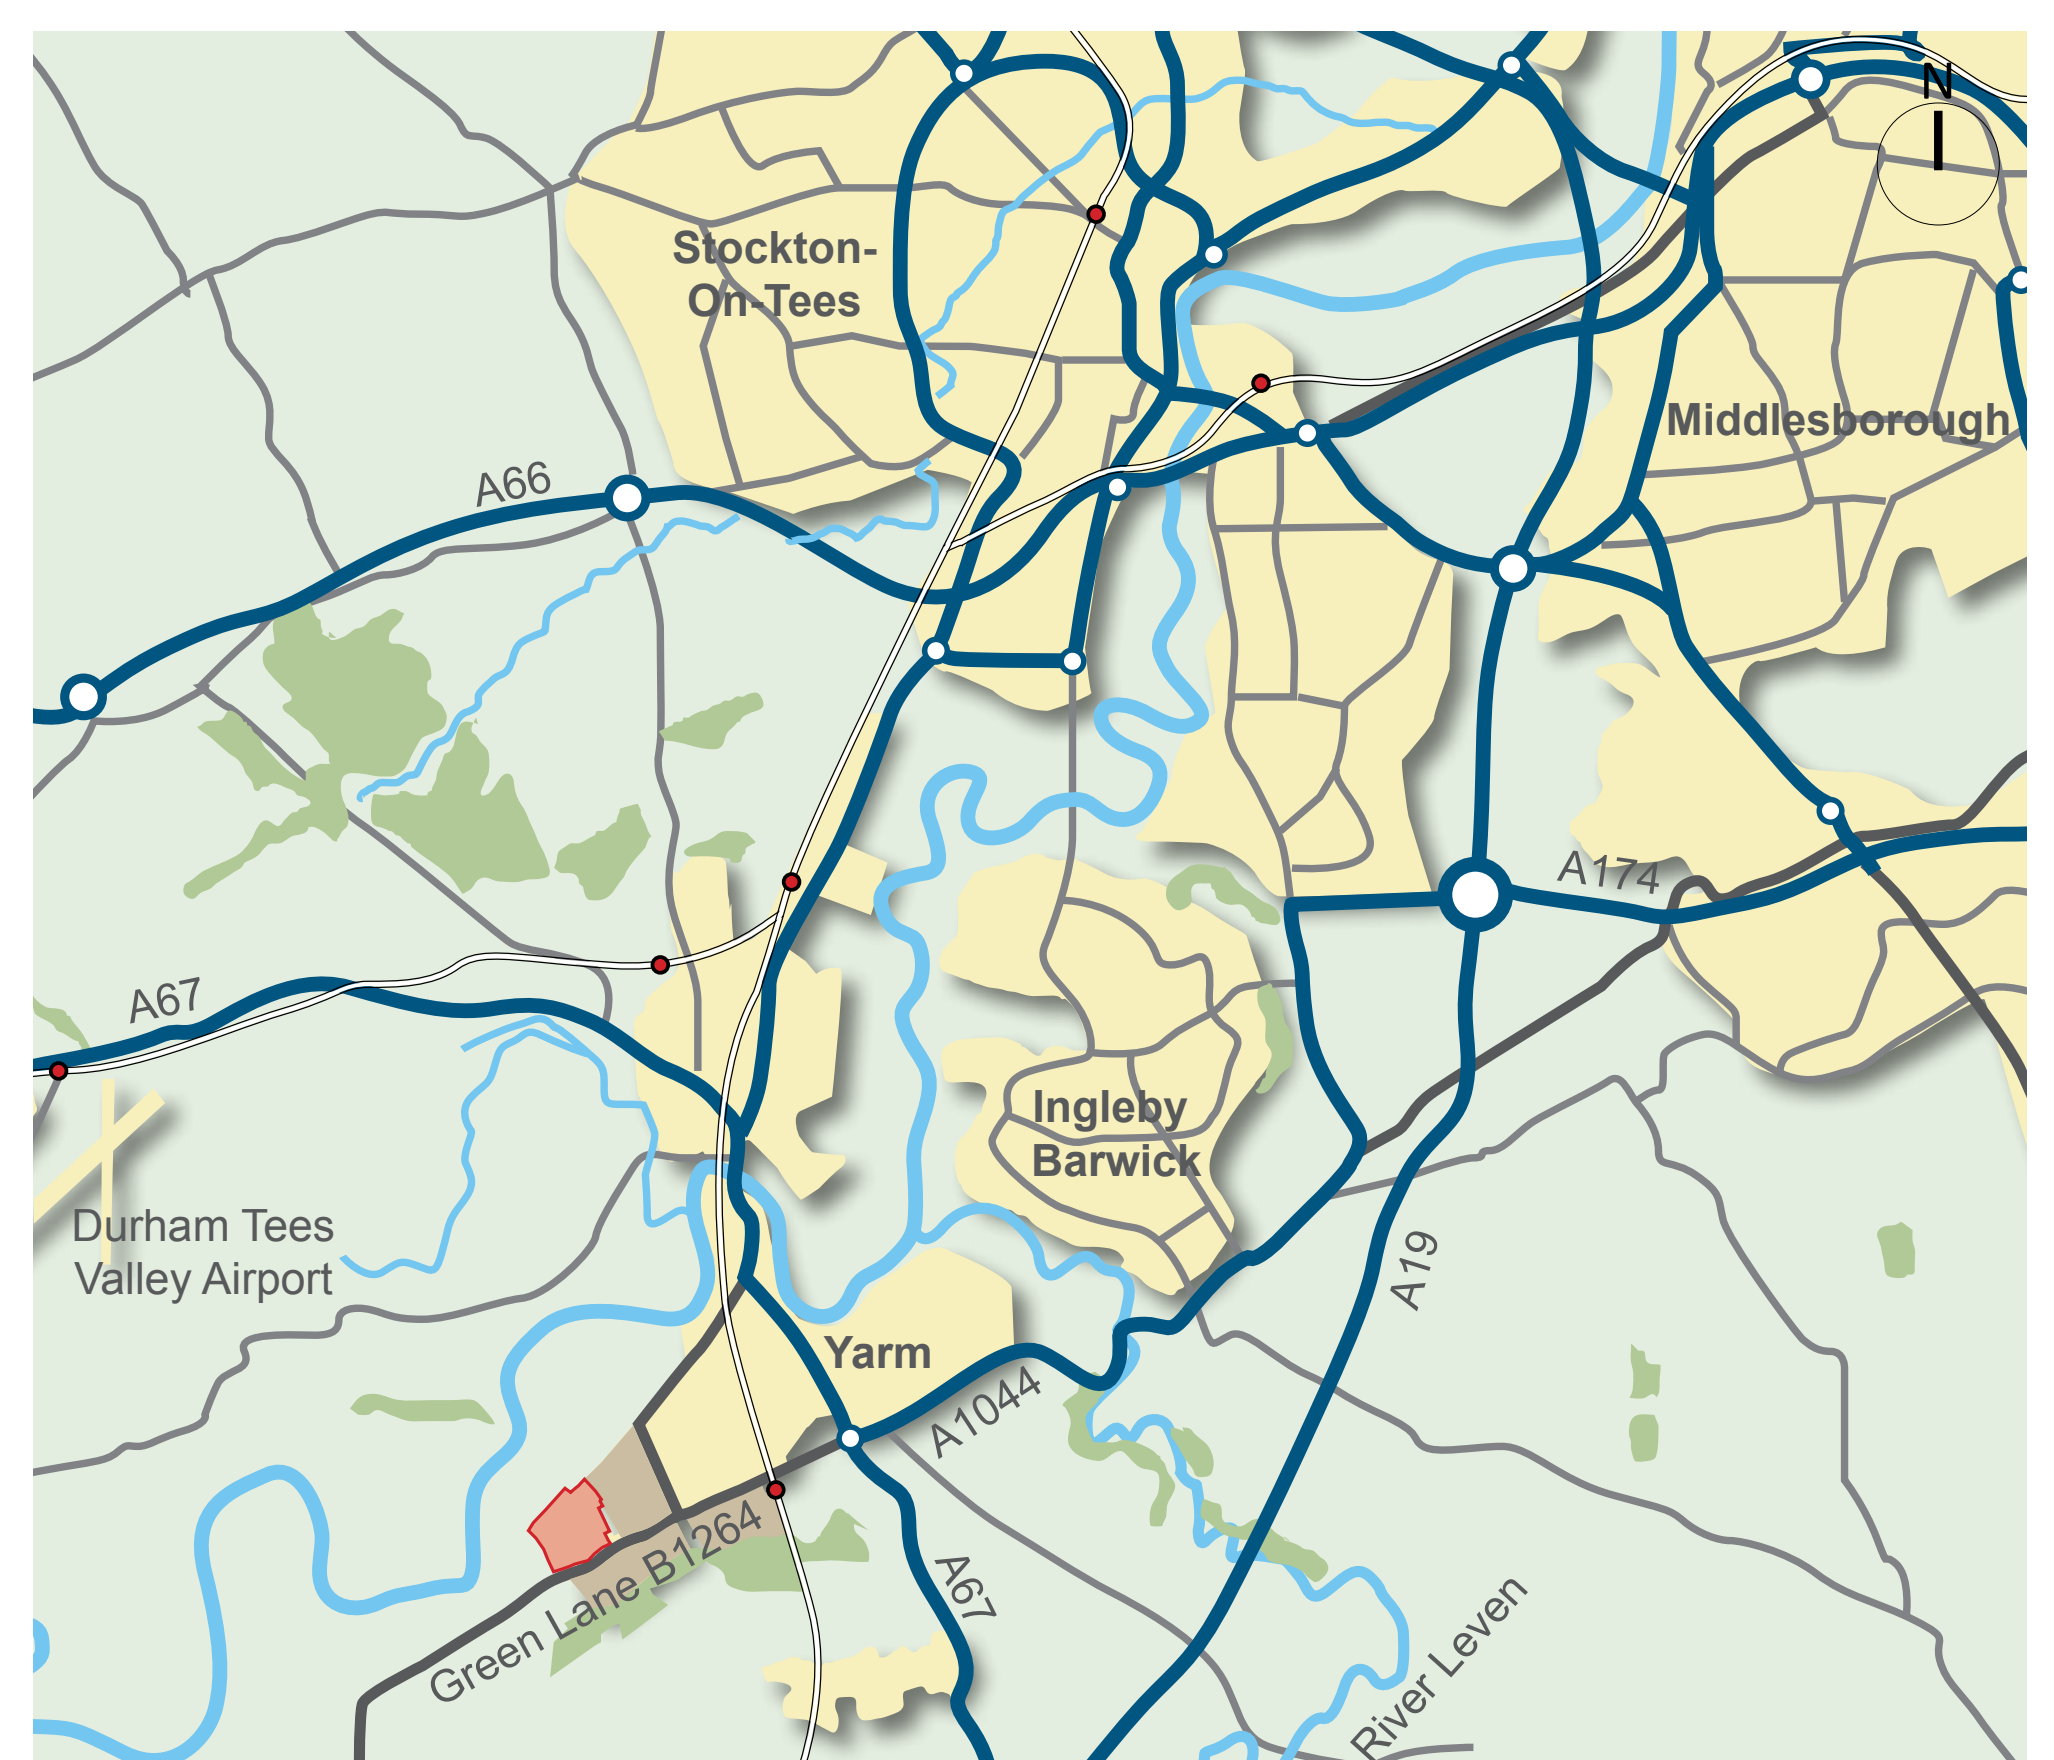 N
Stockton-
On-Tees
Middlesborough
A66
A174
A67
Ingleby
Barwick
Durham Tees
Valley Airport
A19
Yarm
A1044
Green Lane B1264
A67
River Leven